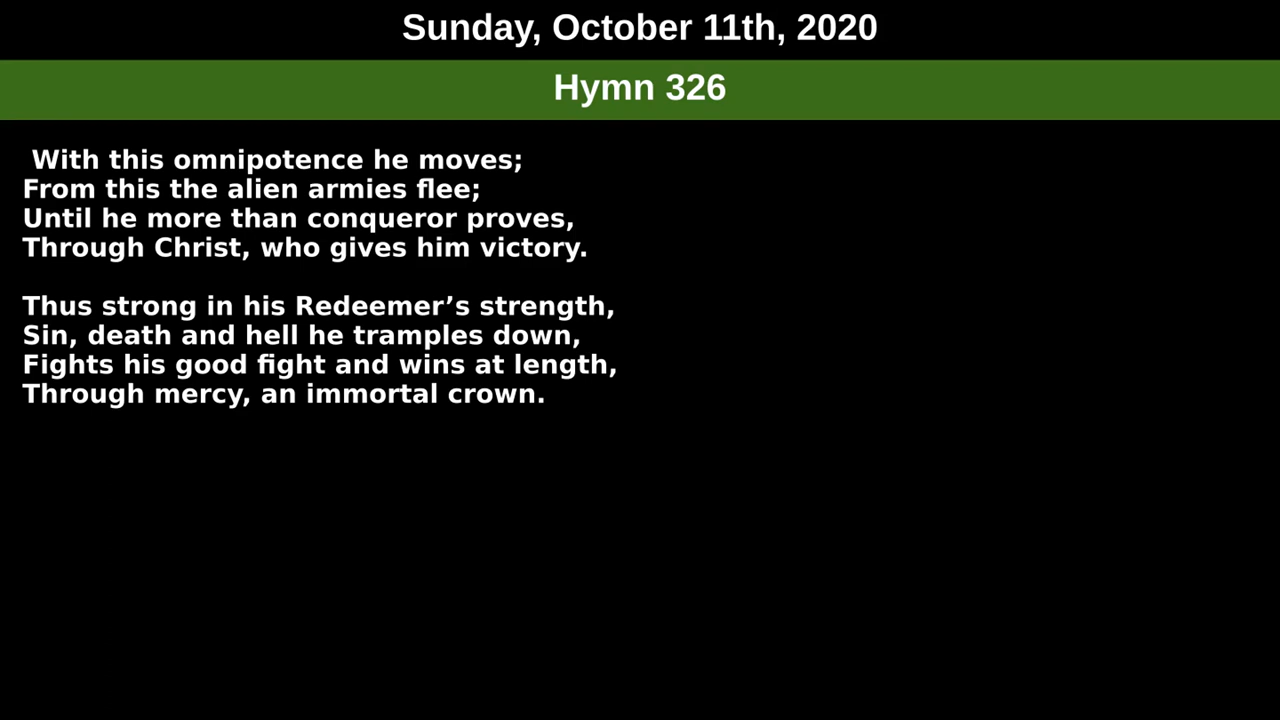 Sunday, October 11th, 2020
Hymn 326
With this omnipotence he moves;
From this the alien armies flee;
Until he more than conqueror proves,
Through Christ, who gives him victory.
Thus strong in his Redeemer’s strength,
Sin, death and hell he tramples down,
Fights his good fight and wins at length,
Through mercy, an immortal crown.